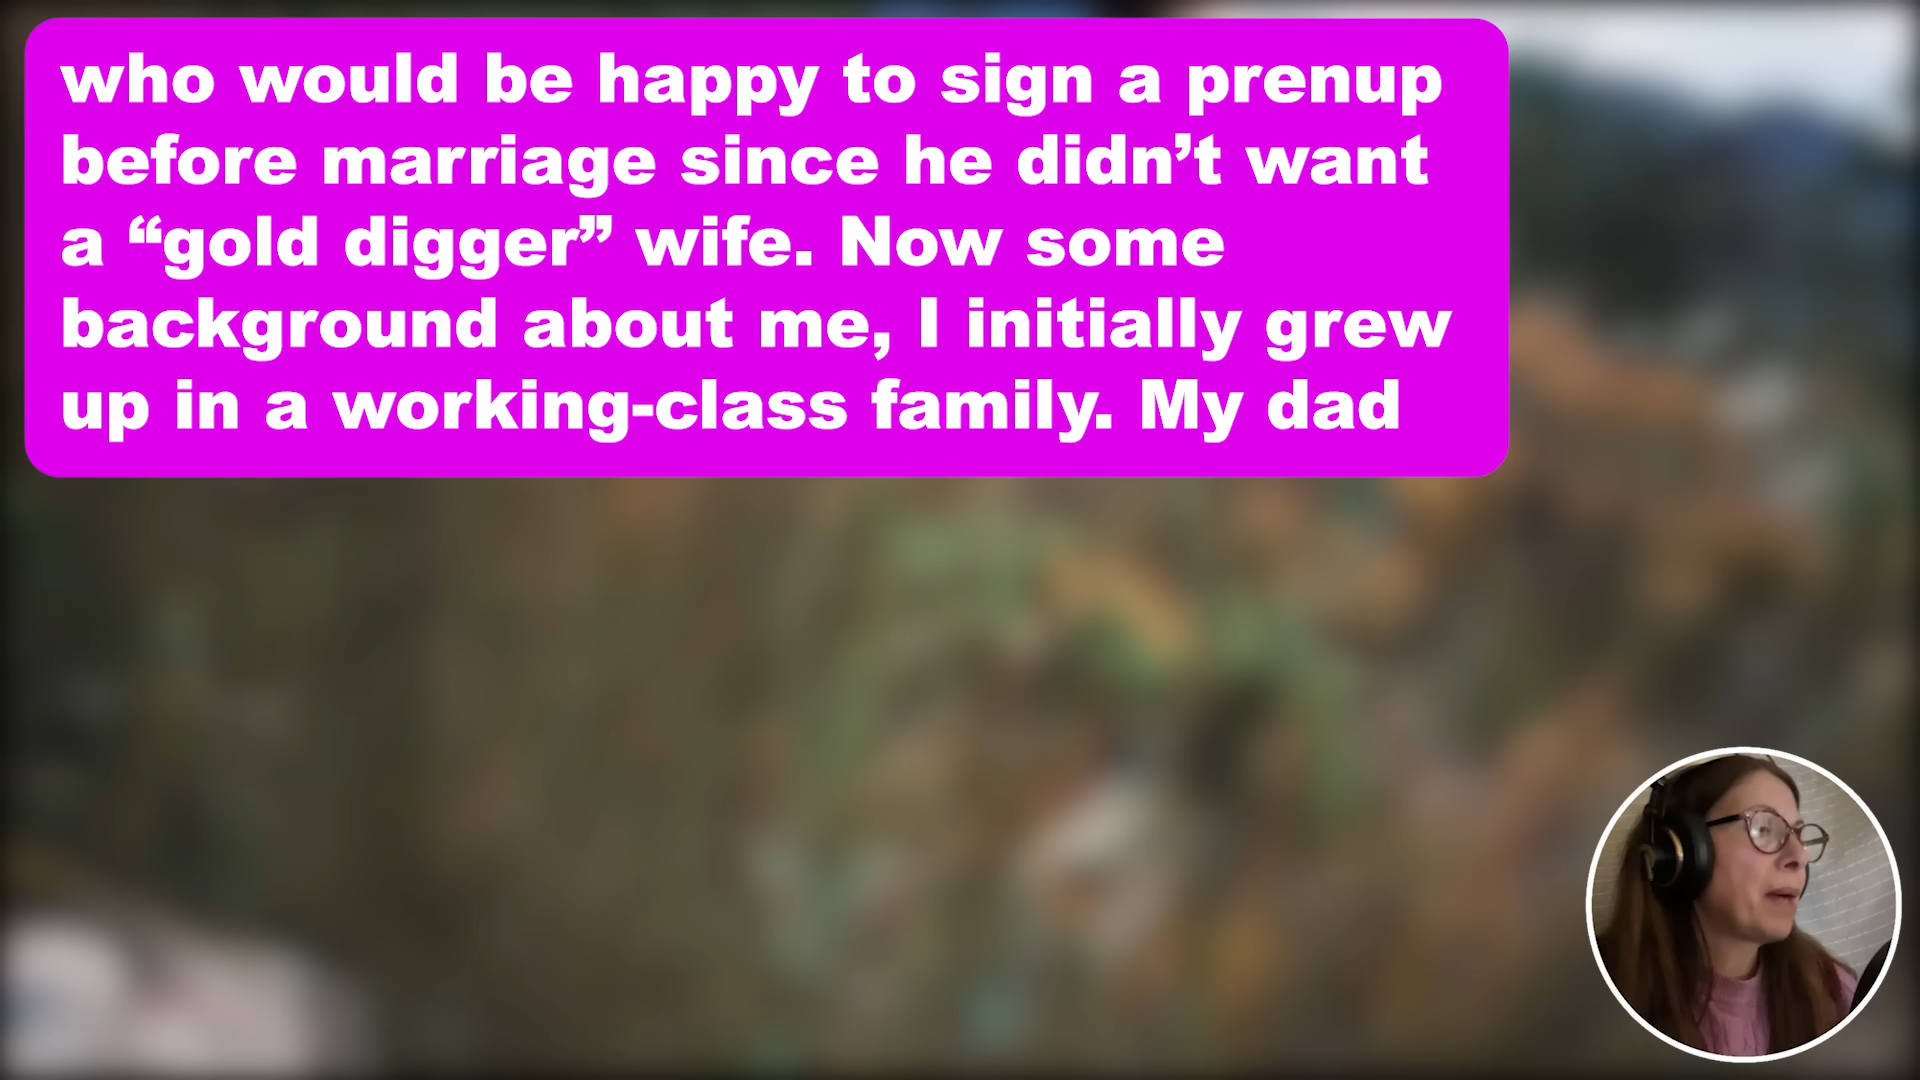 who would be happy to sign a prenup
before marriage since he didn’t want
a “gold digger” wife. Now some
background about me, I initially grew
up in a working-class family. My dad